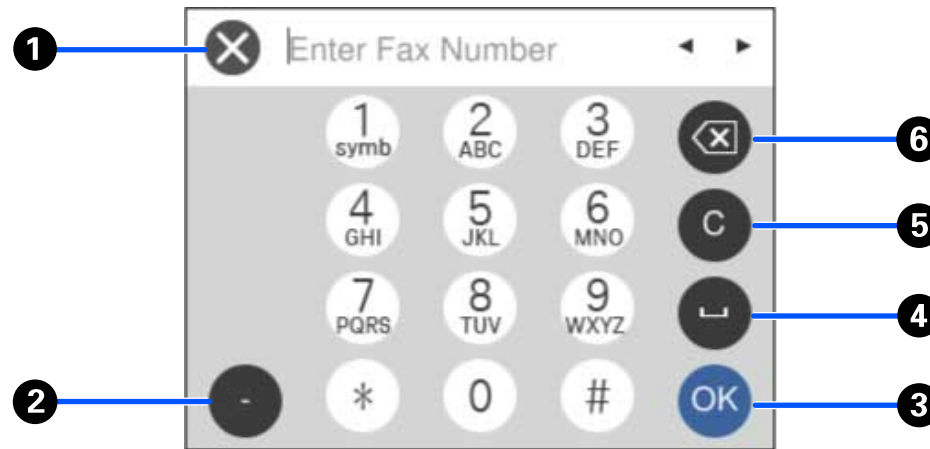 1 Enter Fax Number
1 2 3 6
symb ABC DEF
4 5 6 C 5
GHI JKL MNO
7 8 9 4
PQRS TUV WXYZ
2 - * 0 # OK 3